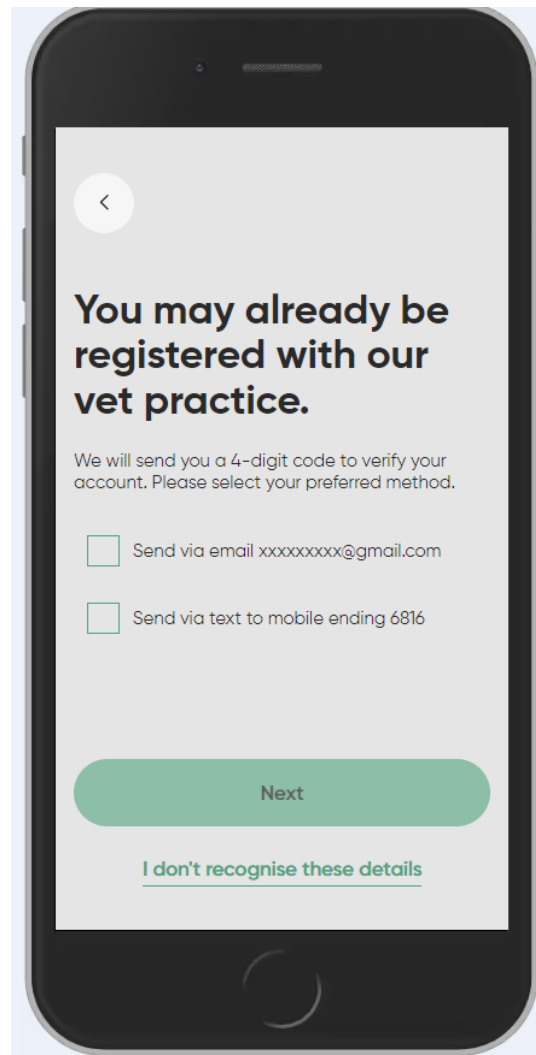 You may already be
registered with our
vet practice.
We will send you a 4-digit code to verify your
account. Please select your preferred method.
Send via email xxxxxxxxx@gmail.com
Send via text to mobile ending 6816
Next
I don't recognise these details